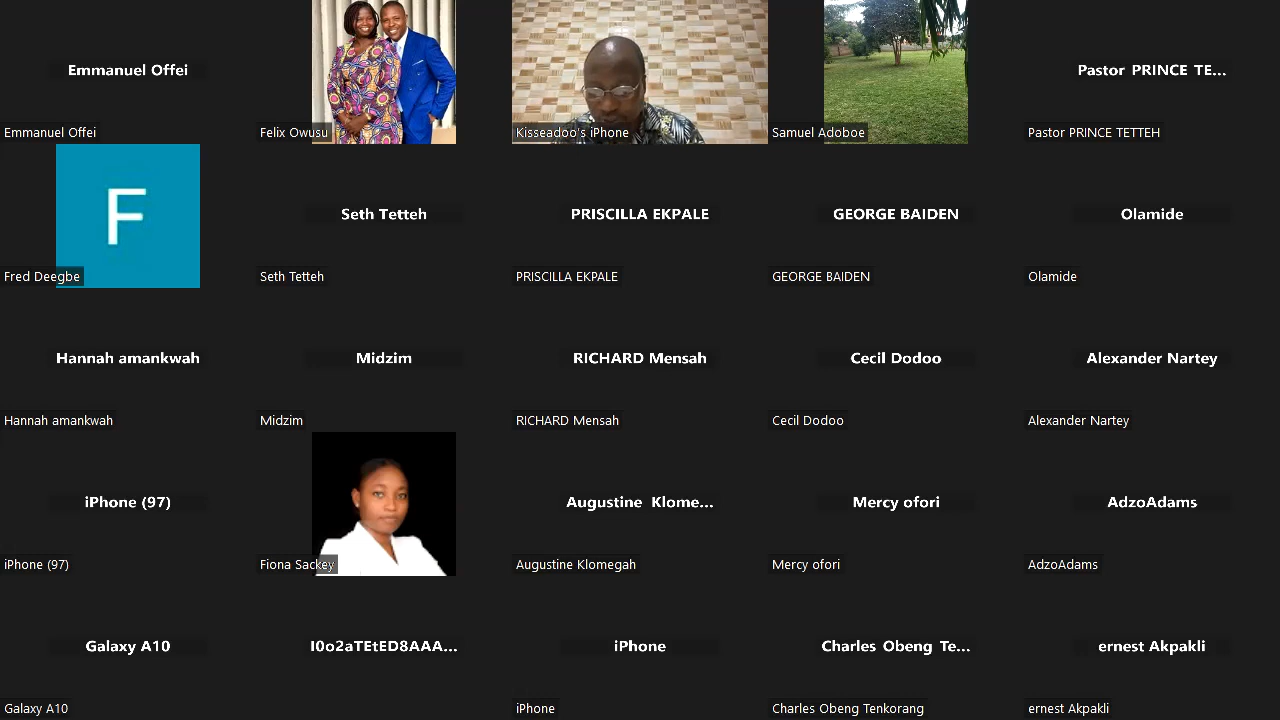 Emmanuel Offei
Pastor PRINCE TE...
Emmanuel Offei
Felix Owusu
Kisseadoo's iPhone
Samuel Adoboe
Pastor PRINCE TETTEH
F
Seth Tetteh
PRISCILLA EKPALE
GEORGE BAIDEN
Olamide
Fred Deegbe
Seth Tetteh
PRISCILLA EKPALE
GEORGE BAIDEN
Olamide
Hannah amankwah
Midzim
RICHARD Mensah
Cecil Dodoo
Alexander Nartey
Hannah amankwah
Midzim
RICHARD Mensah
Cecil Dodoo
Alexander Nartey
iPhone (97)
Augustine Klome...
Mercy ofori
AdzoAdams
iPhone (97)
Fiona Sackey
Augustine Klomegah
Mercy ofori
AdzoAdams
Galaxy A10
I0o2aTEtED8AAA...
iPhone
Charles Obeng Te...
ernest Akpakli
Galaxy A10
iPhone
Charles Obeng Tenkorang
ernest Akpakli